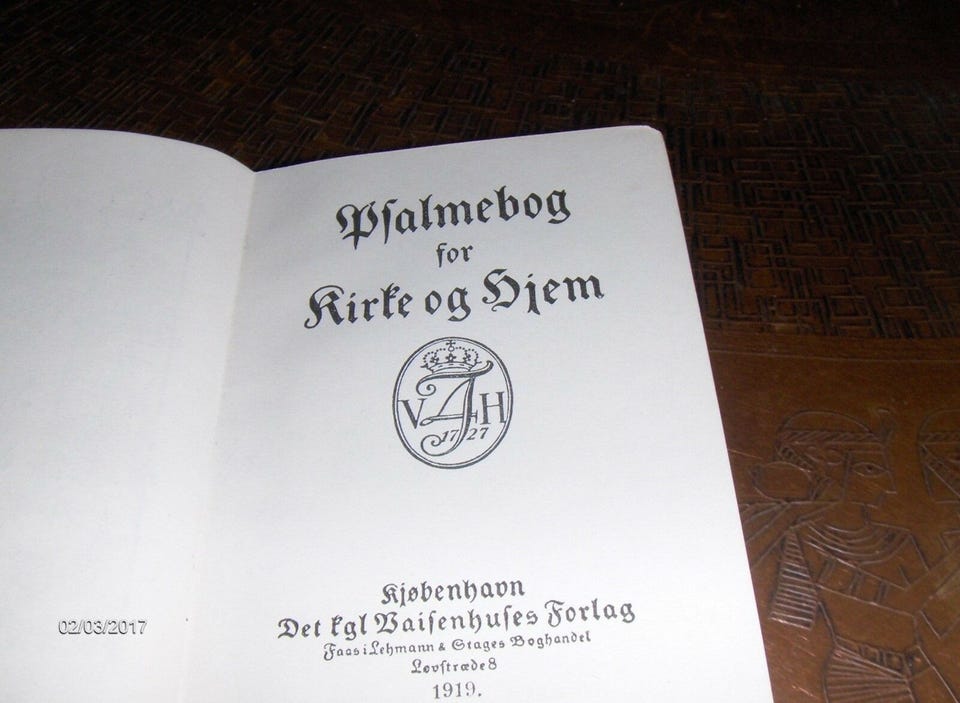 Psalmebog
for
Kirke og Hjem
V F4 H
1727
Kjøbenhavn
Det kgl Vaisenhuses Forlag
Faas i Lehmann & Stages Boghandel
Løvstræde 8
1919.
02/03/2017